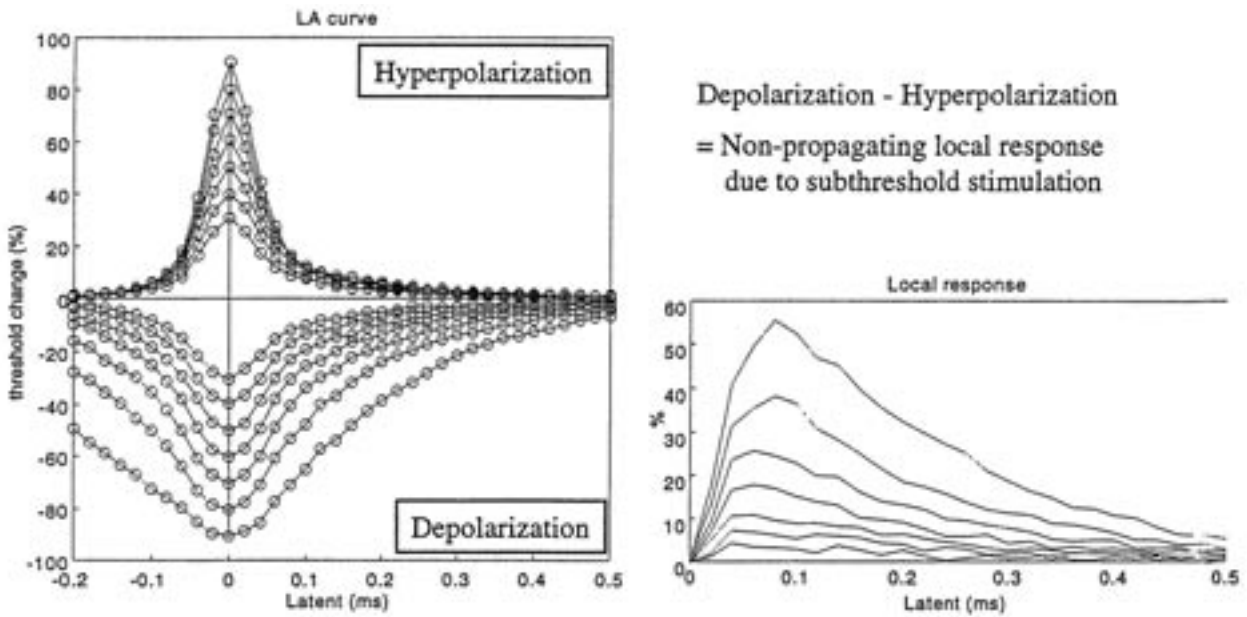 LA curve
Hyperpolarization
threshold change (%)
100
80
60
40
20
0
-20
-40
-60
-80
-100
Depolarization
-0.2 -0.1 0 0.1 0.2 0.3 0.4 0.5
Latent (ms)
Depolarization - Hyperpolarization
= Non-propagating local response
due to subthreshold stimulation
Local response
%
60
50
40
30
20
10
0
0 0.1 0.2 0.3 0.4 0.5
Latent (ms)